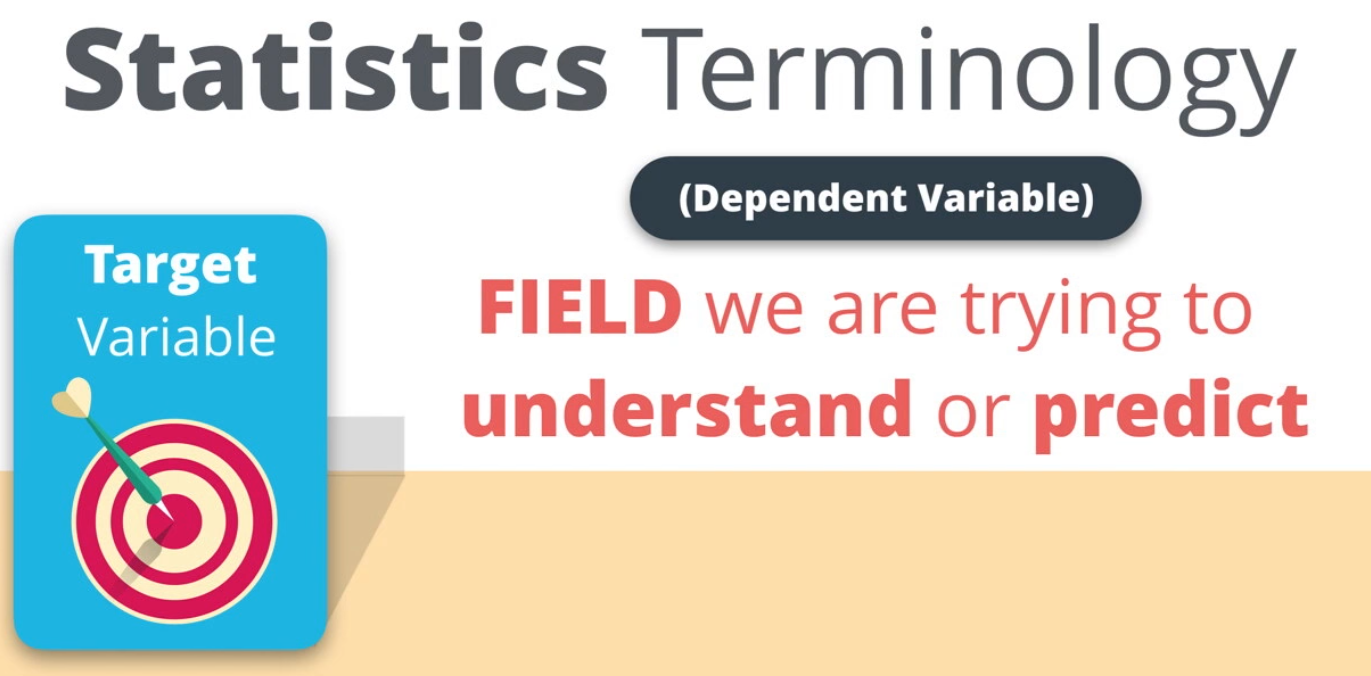 Statistics Terminology
(Dependent Variable)
Target
Variable
FIELD we are trying to
understand or predict